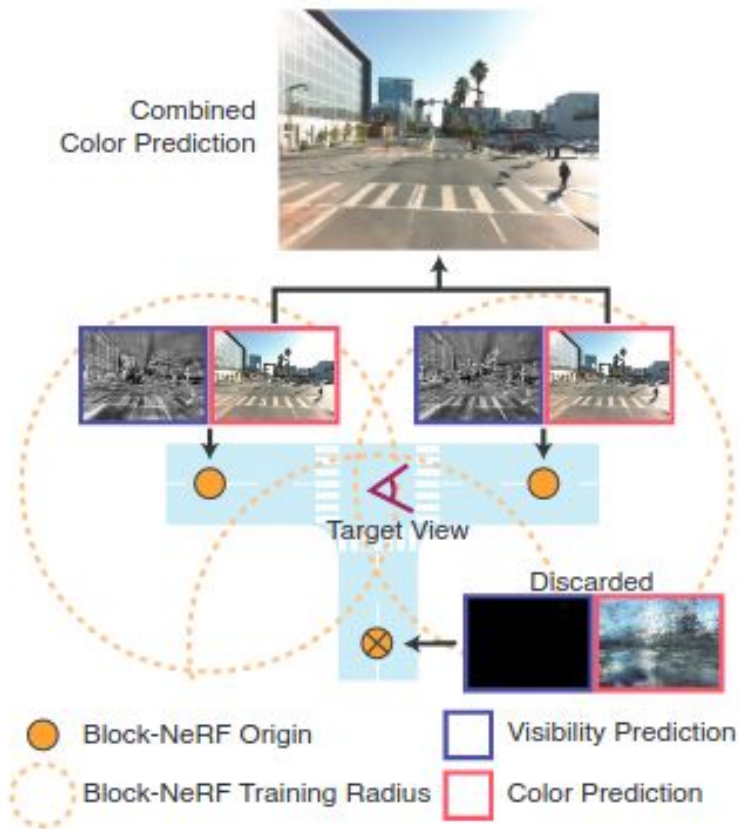 Combined
Color Prediction
Target View
Discarded
Block-NeRF Origin
Visibility Prediction
Block-NeRF Training Radius
Color Prediction